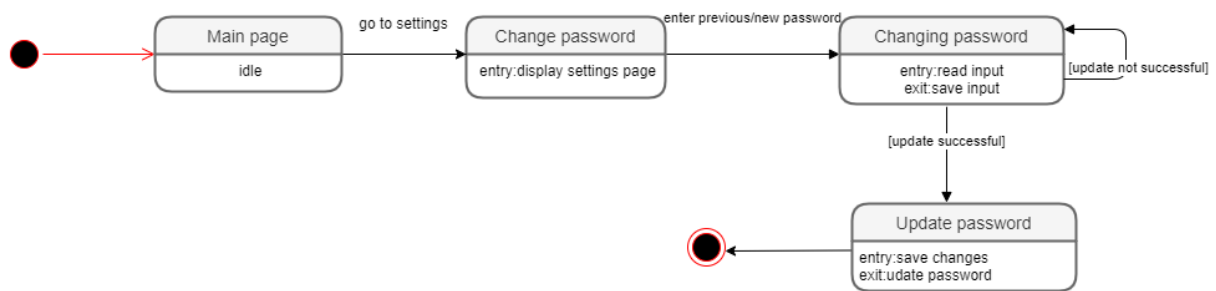 Main page
idle
go to settings
Change password
entry:display settings page
enter previous/new password
Changing password
entry:read input
exit:save input
[update not successful]
[update successful]
Update password
entry:save changes
exit:udate password